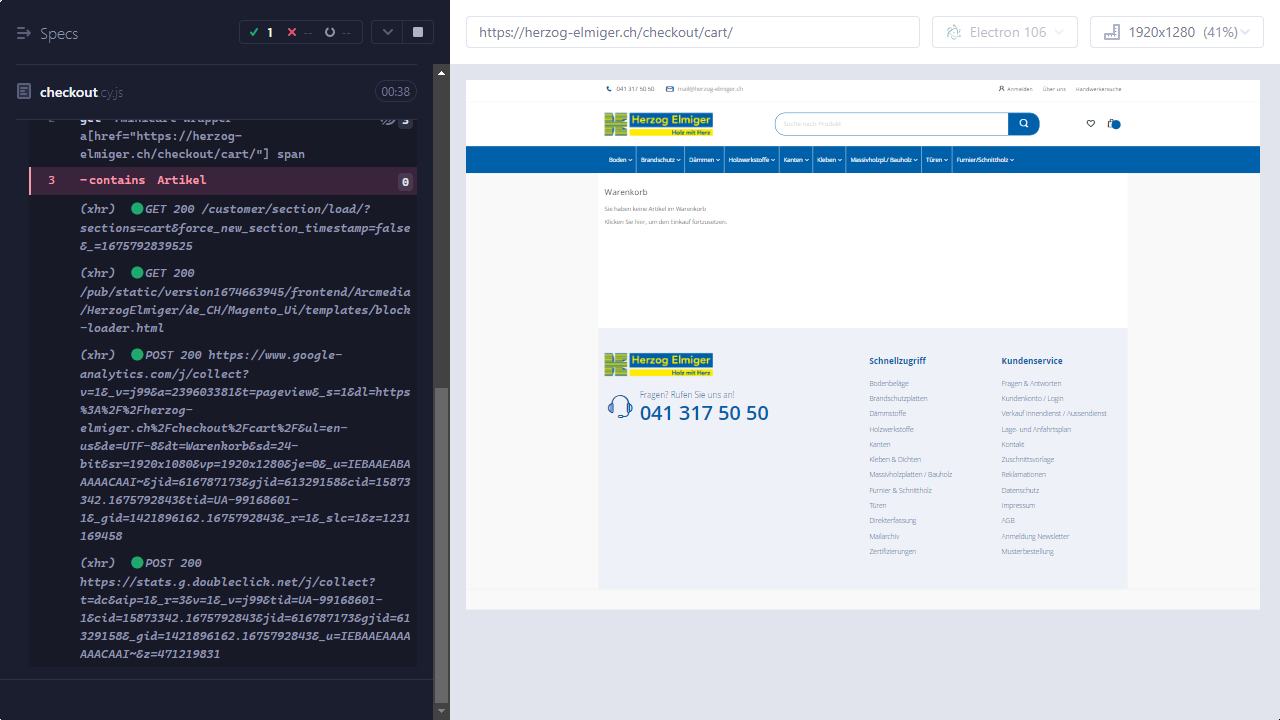 Specs
1
--
--
https://herzog-elmiger.ch/checkout/cart/
Electron 106
1920x1280 (41%)
checkout.cy.js
00:38
2 get .minicart-wrapper
3
[href="https://herzog-
elmiger.ch/checkout/cart/"] span
3 -contains Artikel
0
(xhr) GET 200 /customer/section/load/?
sections=cart&force_new_section_timestamp=false
&_=1675792839525
(xhr) GET 200
/pub/static/version1674663945/frontend/Arcmedia
/HerzogElmiger/de_CH/Magento_Ui/templates/block
-loader.html
(xhr) POST 200 https://www.google-
analytics.com/j/collect?
v=1&_v=j99&a=230503381&t=pageview&_s=1&dl=https
%3A%2F%2Fherzog-
elmiger.ch%2Fcheckout%2Fcart%2F&ul=en-
us&de=UTF-8&dt=Warenkorb&sd=24-
bit&sr=1920x1080&vp=1920x1280&je=0&_u=IEBAAEABA
AAAACAAI~&jid=616787173&gjid=61329158&cid=15873
342.1675792843&tid=UA-99168601-
1&_gid=1421896162.1675792843&_r=1&_slc=1&z=1231
169458
(xhr) POST 200
https://stats.g.doubleclick.net/j/collect?
t=dc&aip=1&_r=3&v=1&_v=j99&tid=UA-99168601-
1&cid=15873342.1675792843&jid=616787173&gjid=61
329158&_gid=1421896162.1675792843&_u=IEBAAEAAAA
AAACAAI~&z=471219831
041 317 50 50
mail@herzog-elmiger.ch
Anmelden
Über uns
Handwerkersuche
Herzog Elmiger
Holz mit Herz
Suche nach Produkt
Boden
Brandschutz
Dämmen
Holzwerkstoffe
Kanten
Kleben
Massivholzpl./ Bauholz
Türen
Furnier/Schnittholz
Warenkorb
Sie haben keine Artikel im Warenkorb
Klicken Sie hier, um den Einkauf fortzusetzen.
Herzog Elmiger
Holz mit Herz
Fragen? Rufen Sie uns an!
041 317 50 50
Schnellzugriff
Bodenbeläge
Brandschutzplatten
Dämmstoffe
Holzwerkstoffe
Kanten
Kleben & Dichten
Massivholzplatten / Bauholz
Furnier & Schnittholz
Türen
Direkterfassung
Mailarchiv
Zertifizierungen
Kundenservice
Fragen & Antworten
Kundenkonto / Login
Verkauf Innendienst / Aussendienst
Lage- und Anfahrtsplan
Kontakt
Zuschnittsvorlage
Reklamationen
Datenschutz
Impressum
AGB
Anmeldung Newsletter
Musterbestellung